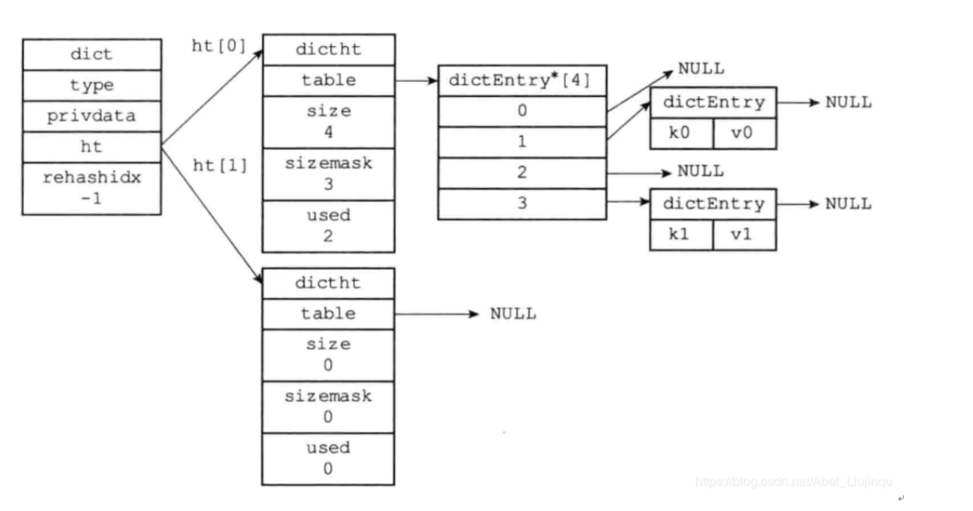 dict
type
privdata
ht
rehashidx
-1
ht[0]
ht[1]
dictht
table
size
4
sizemask
3
used
2
dictEntry*[4]
0
1
2
3
NULL
dictEntry
k0 v0
NULL
NULL
dictEntry
k1 v1
NULL
dictht
table
size
0
sizemask
0
used
0
NULL
https://blog.csdn.net/Abel_Liujinqu